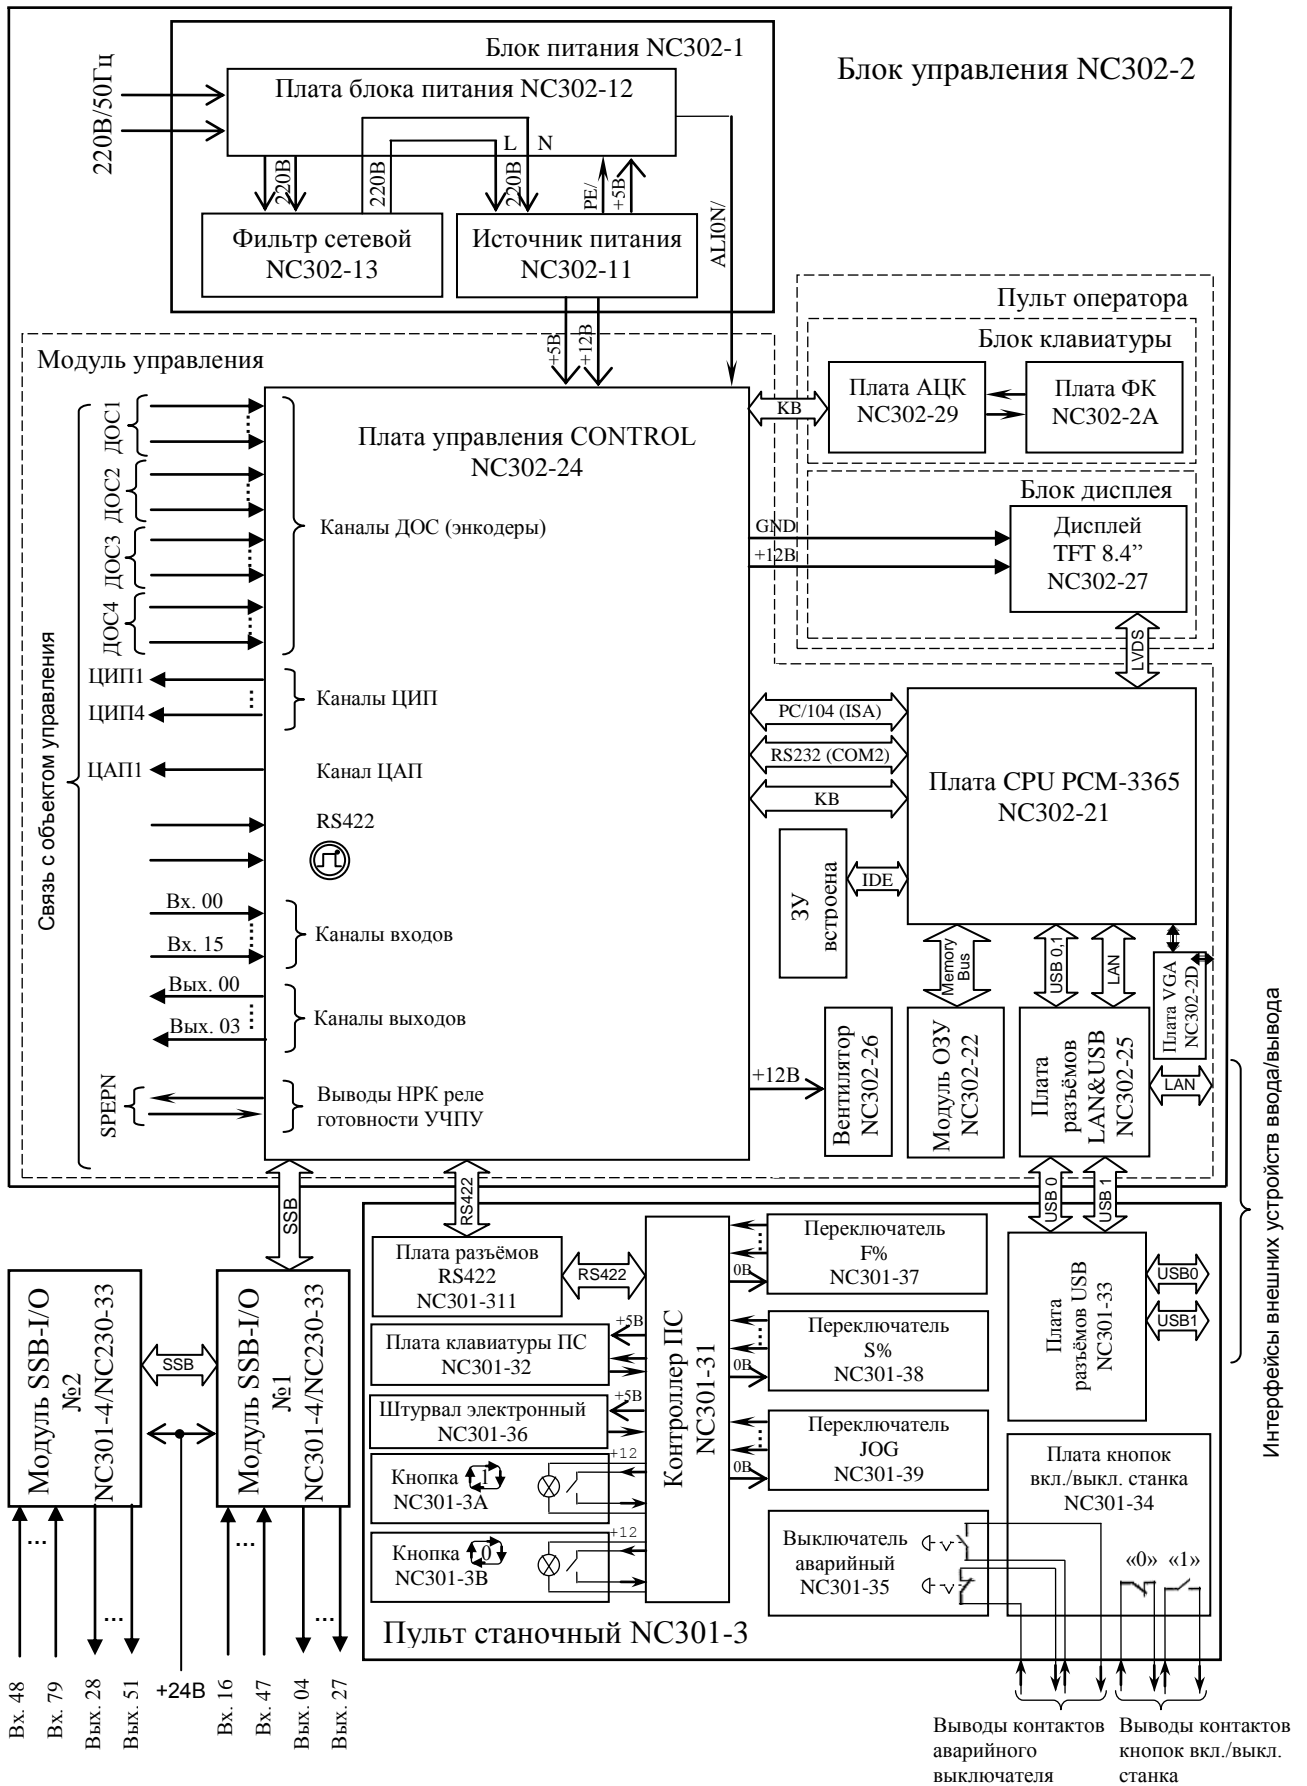 Блок питания NC302-1
Блок управления NC302-2
220В/50Гц
Плата блока питания NC302-12
L N
220В
220В
220В
PE/
+5В
ALI0N/
Фильтр сетевой
NC302-13
Источник питания
NC302-11
+5В
+12В
Пульт оператора
Блок клавиатуры
Плата АЦК
NC302-29
Плата ФК
NC302-2A
KB
Модуль управления
Плата управления CONTROL
NC302-24
Связь с объектом управления
ДОС1
ДОС2
ДОС3
ДОС4
Каналы ДОС (энкодеры)
Блок дисплея
Дисплей
TFT 8.4”
NC302-27
GND
+12В
LVDS
ЦИП1
ЦИП4
Каналы ЦИП
ЦАП1
Канал ЦАП
RS422
PC/104 (ISA)
RS232 (COM2)
KB
Плата CPU PCM-3365
NC302-21
ЗУ
встроена
IDE
Вх. 00
Вх. 15
Каналы входов
Вых. 00
Вых. 03
Каналы выходов
SPEPN
Выводы НРК реле
готовности УЧПУ
Memory
Bus
USB 0,1
LAN
Плата VGA
NC302-2D
+12В
Вентилятор
NC302-26
Модуль ОЗУ
NC302-22
Плата
разъёмов
LAN&USB
NC302-25
LAN
Интерфейсы внешних устройств ввода/вывода
SSB
RS422
USB 0
USB 1
Плата разъёмов
RS422
NC301-311
RS422
Контроллер ПС
NC301-31
Переключатель
F%
NC301-37
0В
Плата
разъёмов USB
NC301-33
USB0
USB1
Модуль SSB-I/O
№2
NC301-4/NC230-33
SSB
Модуль SSB-I/O
№1
NC301-4/NC230-33
Плата клавиатуры ПС
NC301-32
+5В
Переключатель
S%
NC301-38
0В
Штурвал электронный
NC301-36
+5В
Переключатель
JOG
NC301-39
0В
Кнопка 1
NC301-3A
+12
Кнопка 0
NC301-3B
+12
Выключатель
аварийный
NC301-35
Плата кнопок
вкл./выкл. станка
NC301-34
«0» «1»
Пульт станочный NC301-3
Вх. 48
Вх. 79
Вых. 28
Вых. 51
+24В
Вх. 16
Вх. 47
Вых. 04
Вых. 27
Выводы контактов
аварийного
выключателя
Выводы контактов
кнопок вкл./выкл.
станка